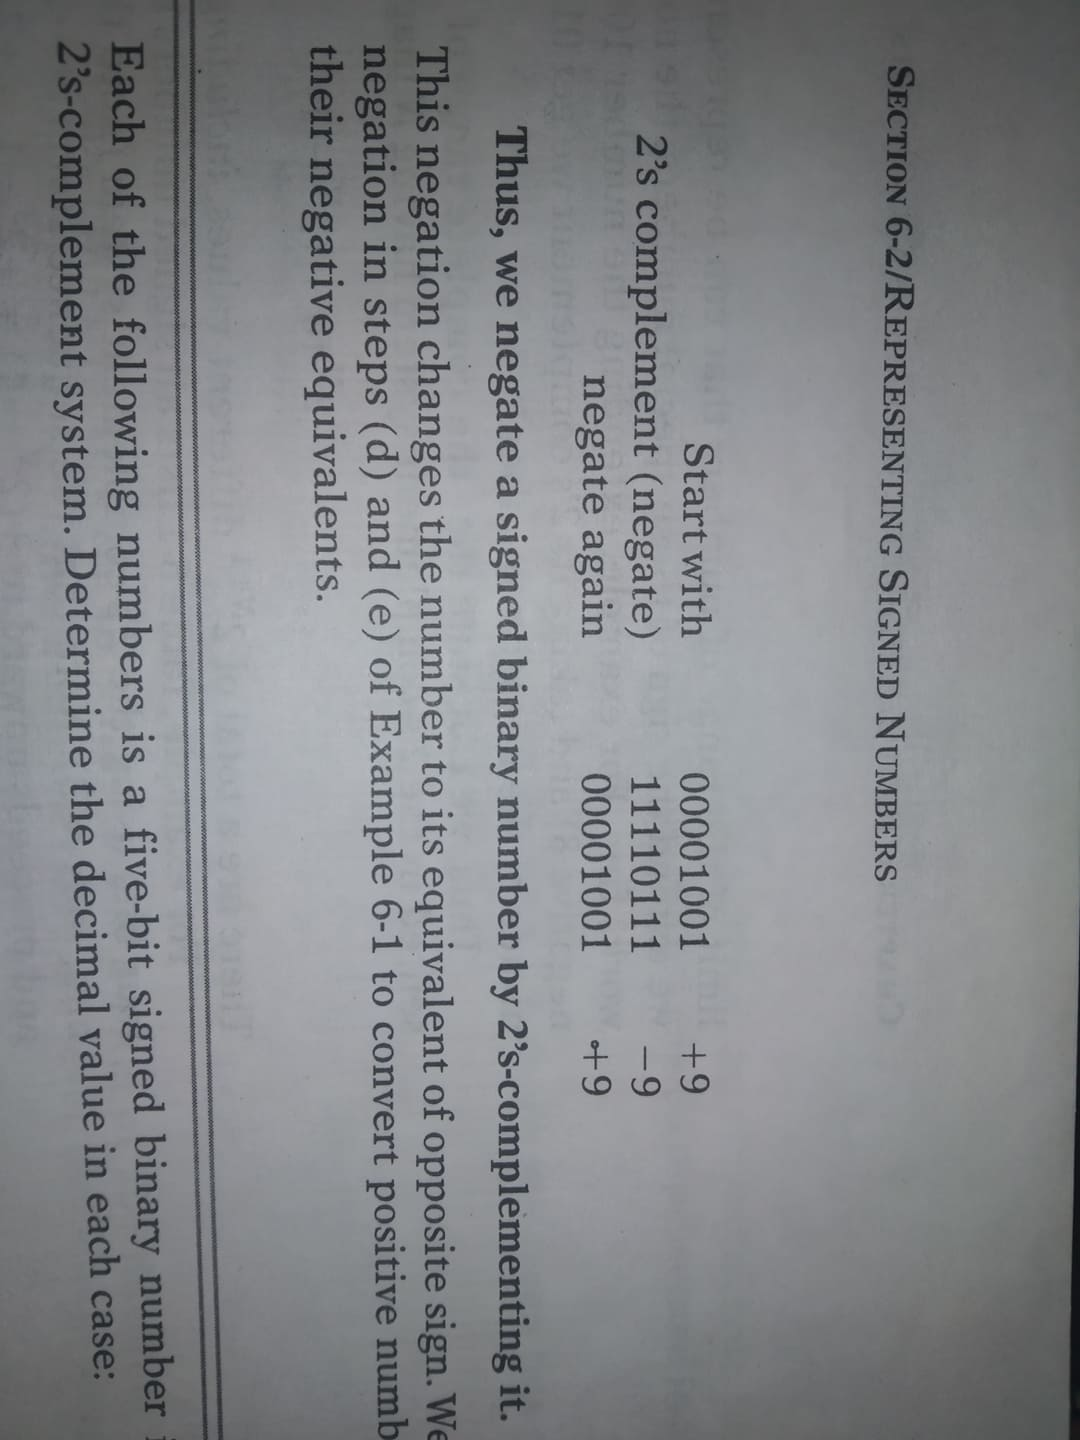 SECTION 6-2/REPRESENTING SIGNED NUMBERS
Start with 00001001 +9
2's complement (negate) 11110111 −9
negate again 00001001 +9
Thus, we negate a signed binary number by 2's-complementing it.
This negation changes the number to its equivalent of opposite sign. We
negation in steps (d) and (e) of Example 6-1 to convert positive numb
their negative equivalents.
Each of the following numbers is a five-bit signed binary number
2's-complement system. Determine the decimal value in each case: